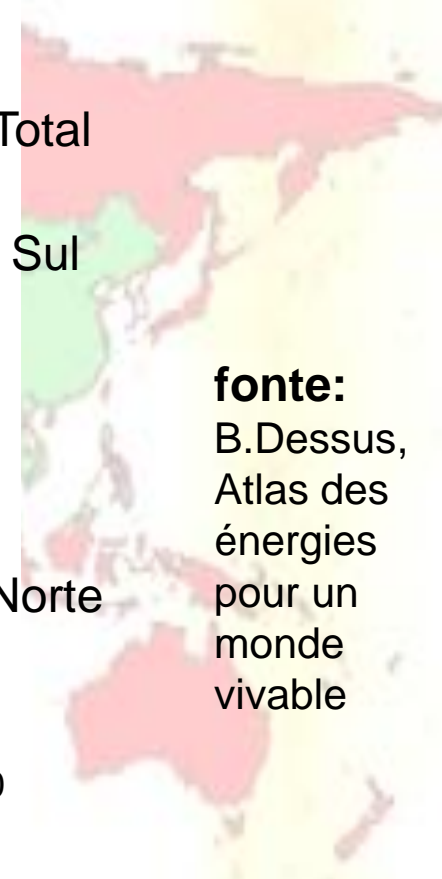 Total
Sul
fonte:
B.Dessus,
Atlas des
énergies
pour un
monde
vivable
Norte